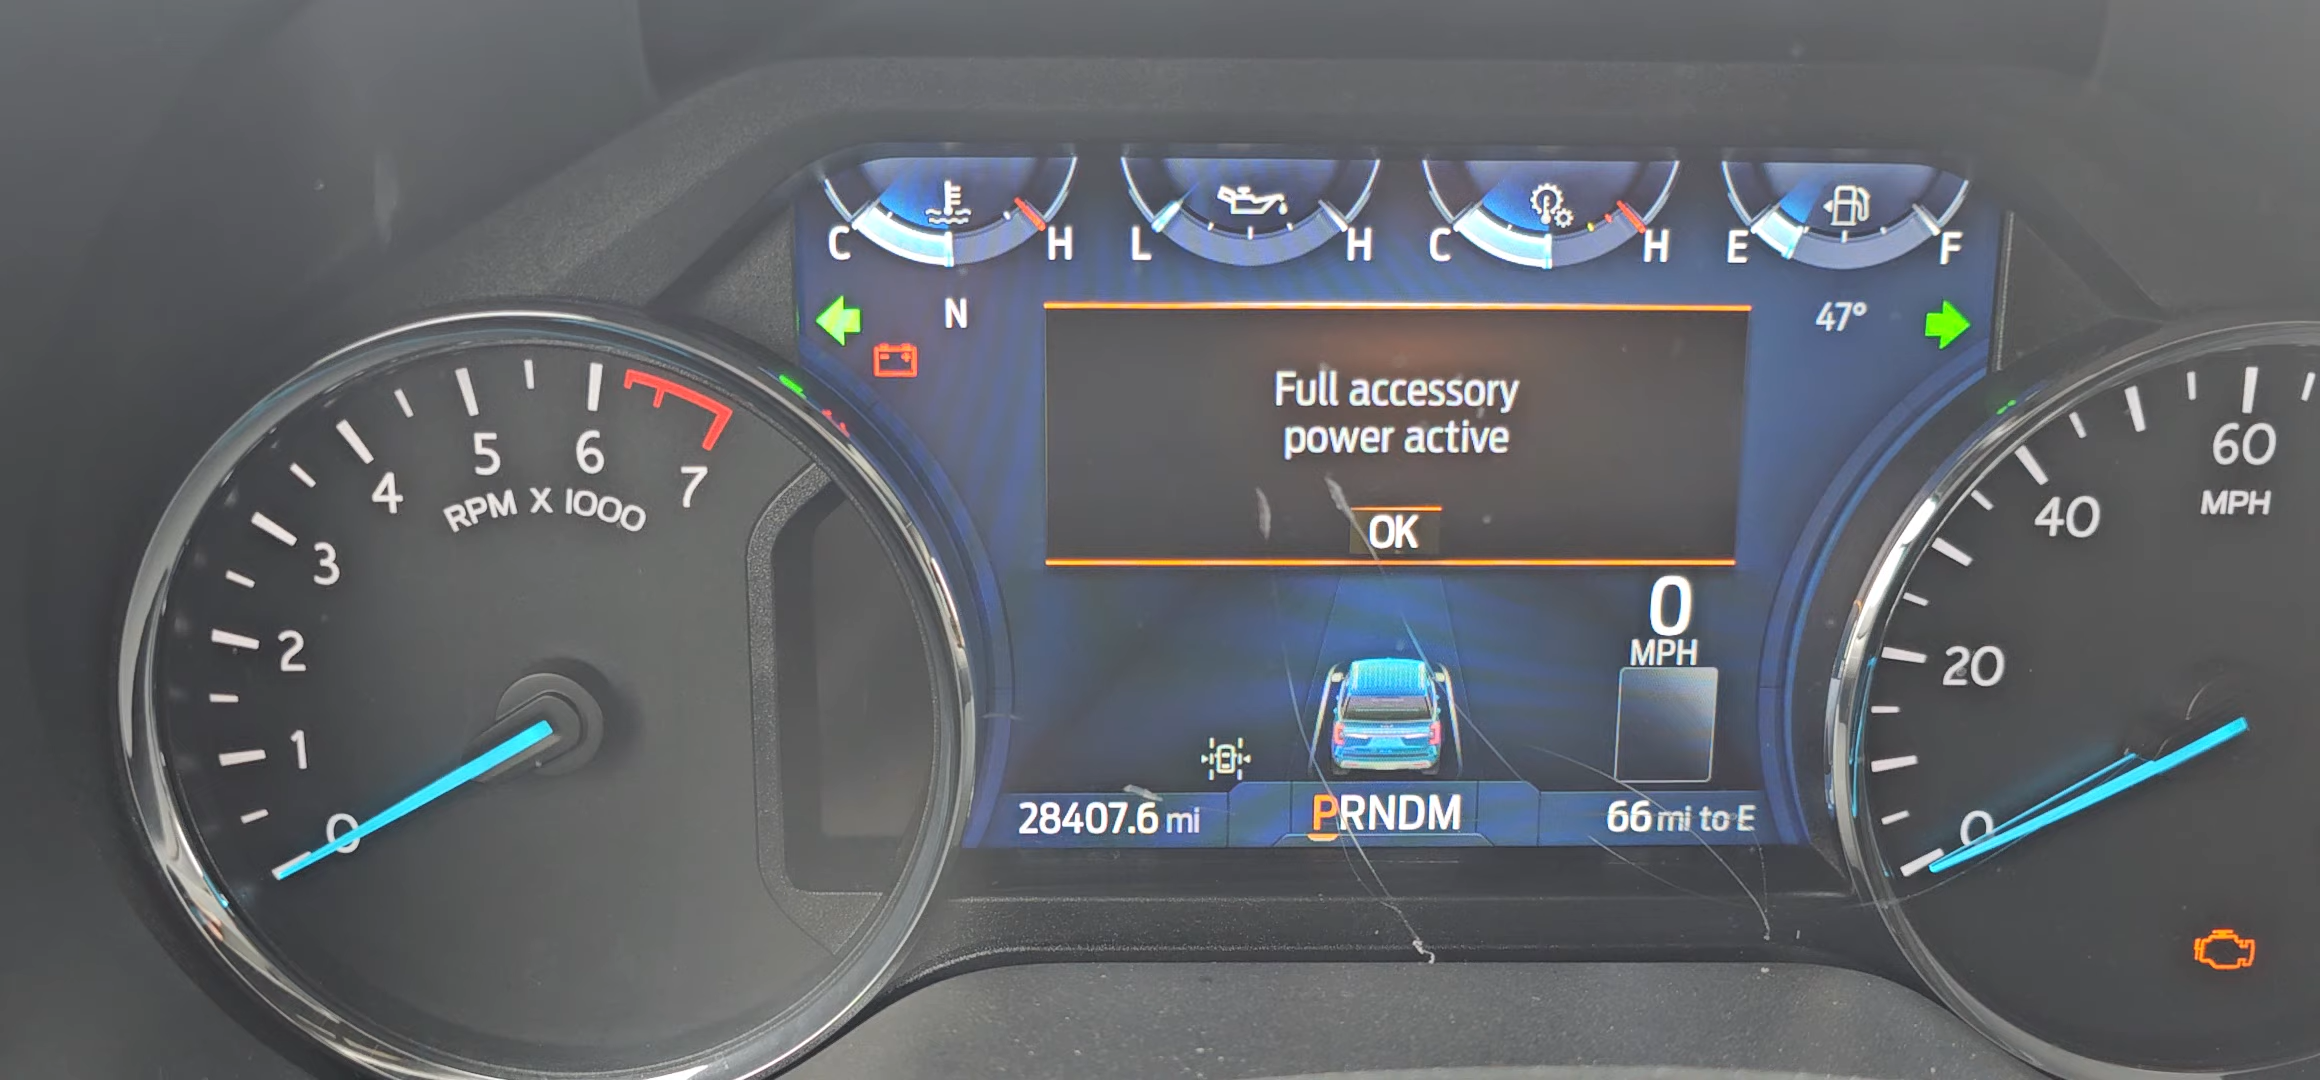 C H
L H
C H
E F
N
47°
Full accessory
power active
OK
0
MPH
28407.6 mi
PRNDM
66 mi to E
0
1
2
3
4
5
6
7
RPM X 1000
0
20
40
60
MPH